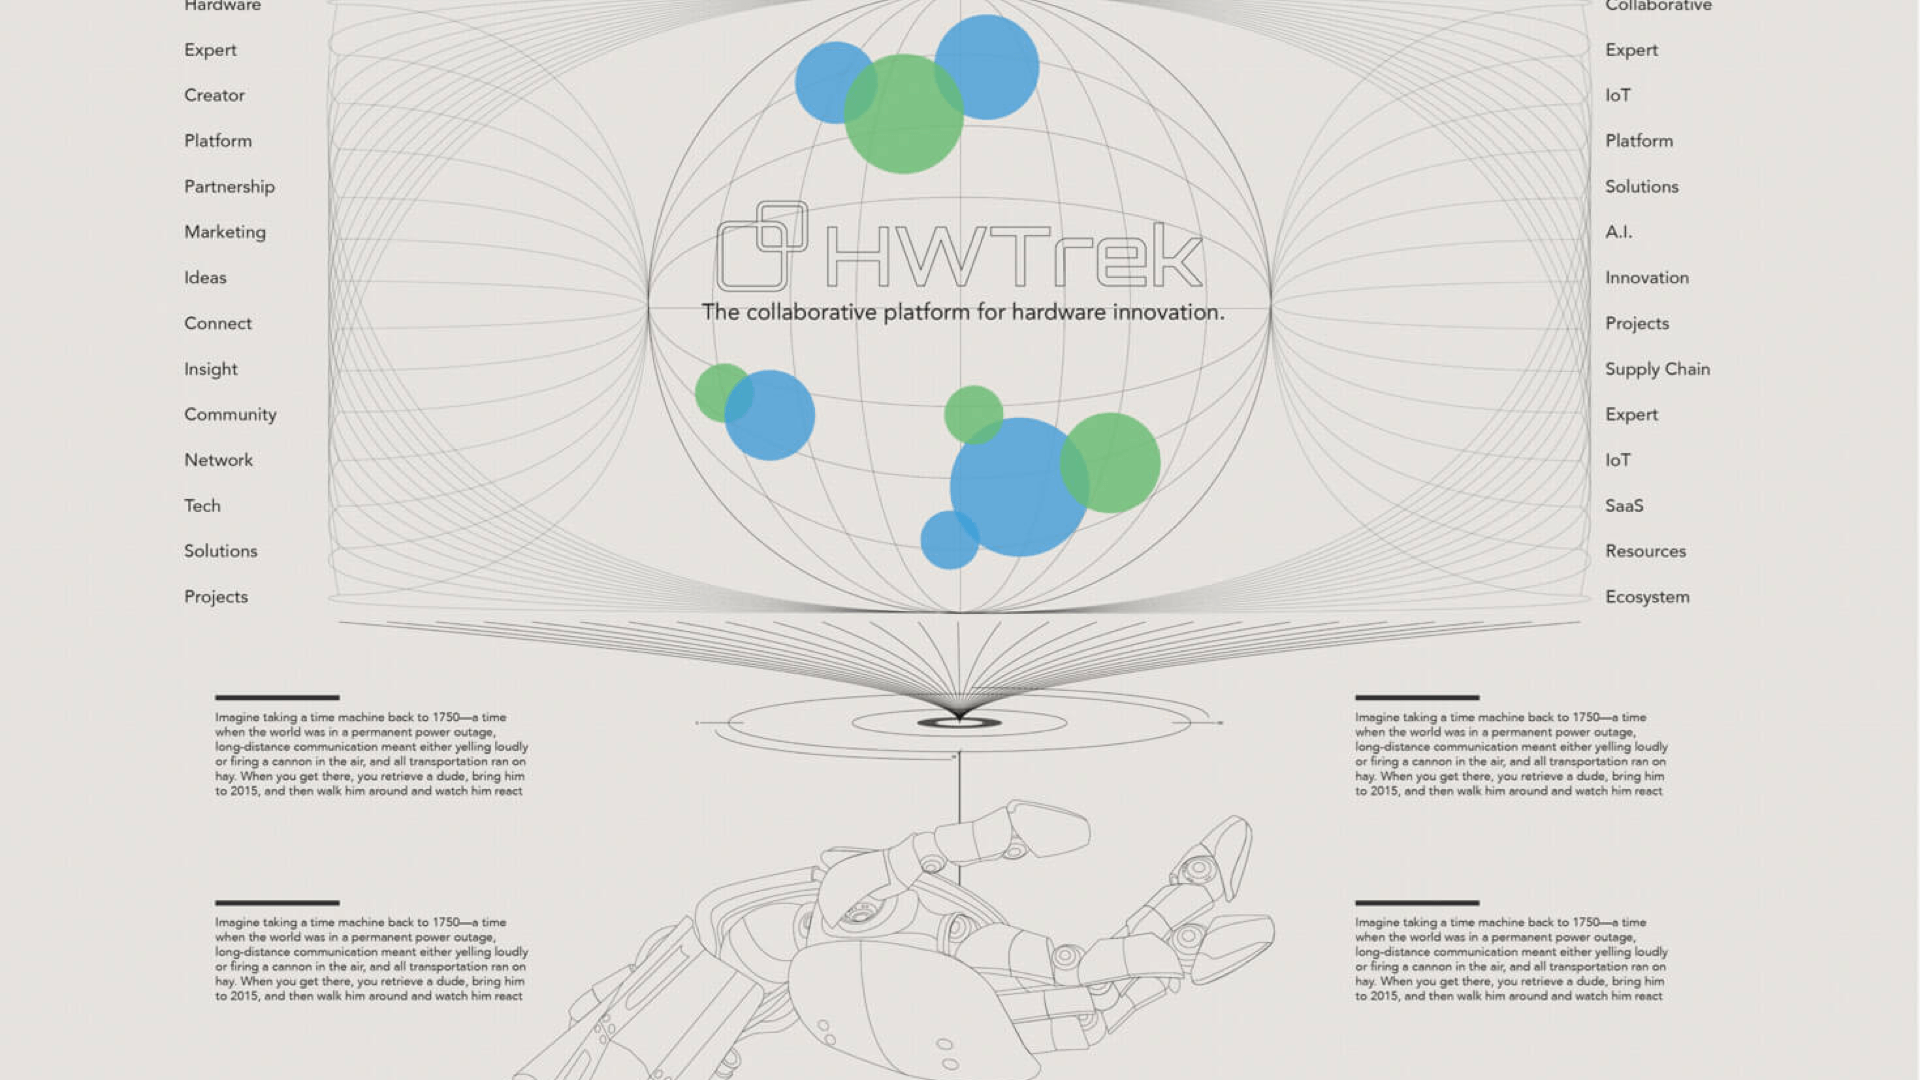 Hardware
Expert
Creator
Platform
Partnership
Marketing
Ideas
Connect
Insight
Community
Network
Tech
Solutions
Projects
HWTrek
The collaborative platform for hardware innovation.
Collaborative
Expert
IoT
Platform
Solutions
A.I.
Innovation
Projects
Supply Chain
Expert
IoT
SaaS
Resources
Ecosystem
Imagine taking a time machine back to 1750—a time
when the world was in a permanent power outage,
long-distance communication meant either yelling loudly
or firing a cannon in the air, and all transportation ran on
hay. When you get there, you retrieve a dude, bring him
to 2015, and then walk him around and watch him react
Imagine taking a time machine back to 1750—a time
when the world was in a permanent power outage,
long-distance communication meant either yelling loudly
or firing a cannon in the air, and all transportation ran on
hay. When you get there, you retrieve a dude, bring him
to 2015, and then walk him around and watch him react
Imagine taking a time machine back to 1750—a time
when the world was in a permanent power outage,
long-distance communication meant either yelling loudly
or firing a cannon in the air, and all transportation ran on
hay. When you get there, you retrieve a dude, bring him
to 2015, and then walk him around and watch him react
Imagine taking a time machine back to 1750—a time
when the world was in a permanent power outage,
long-distance communication meant either yelling loudly
or firing a cannon in the air, and all transportation ran on
hay. When you get there, you retrieve a dude, bring him
to 2015, and then walk him around and watch him react